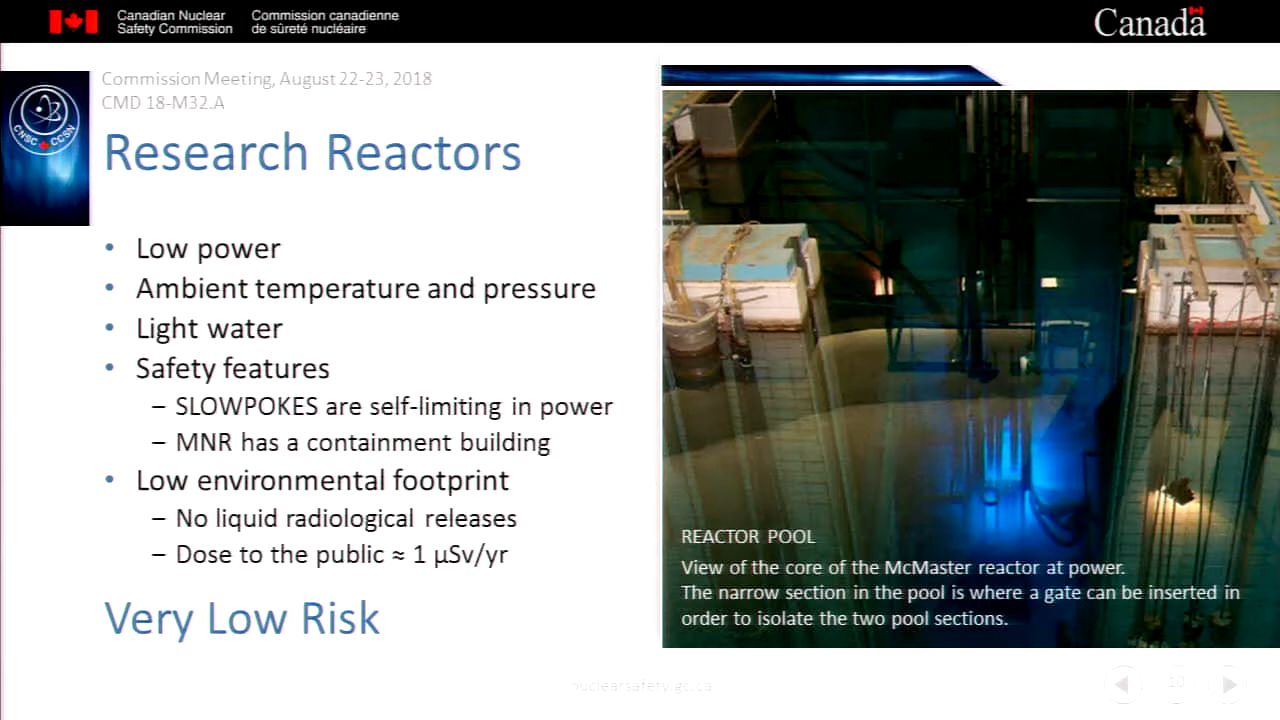 Canadian Nuclear
Safety Commission
Commission canadienne
de sûreté nucléaire
Canada
Commission Meeting, August 22-23, 2018
CMD 18-M32.A
CNSC CCSN
Research Reactors
• Low power
• Ambient temperature and pressure
• Light water
• Safety features
– SLOWPOKES are self-limiting in power
– MNR has a containment building
• Low environmental footprint
– No liquid radiological releases
– Dose to the public ≈ 1 µSv/yr
Very Low Risk
REACTOR POOL
View of the core of the McMaster reactor at power.
The narrow section in the pool is where a gate can be inserted in
order to isolate the two pool sections.
nuclearsafety.gc.ca
10